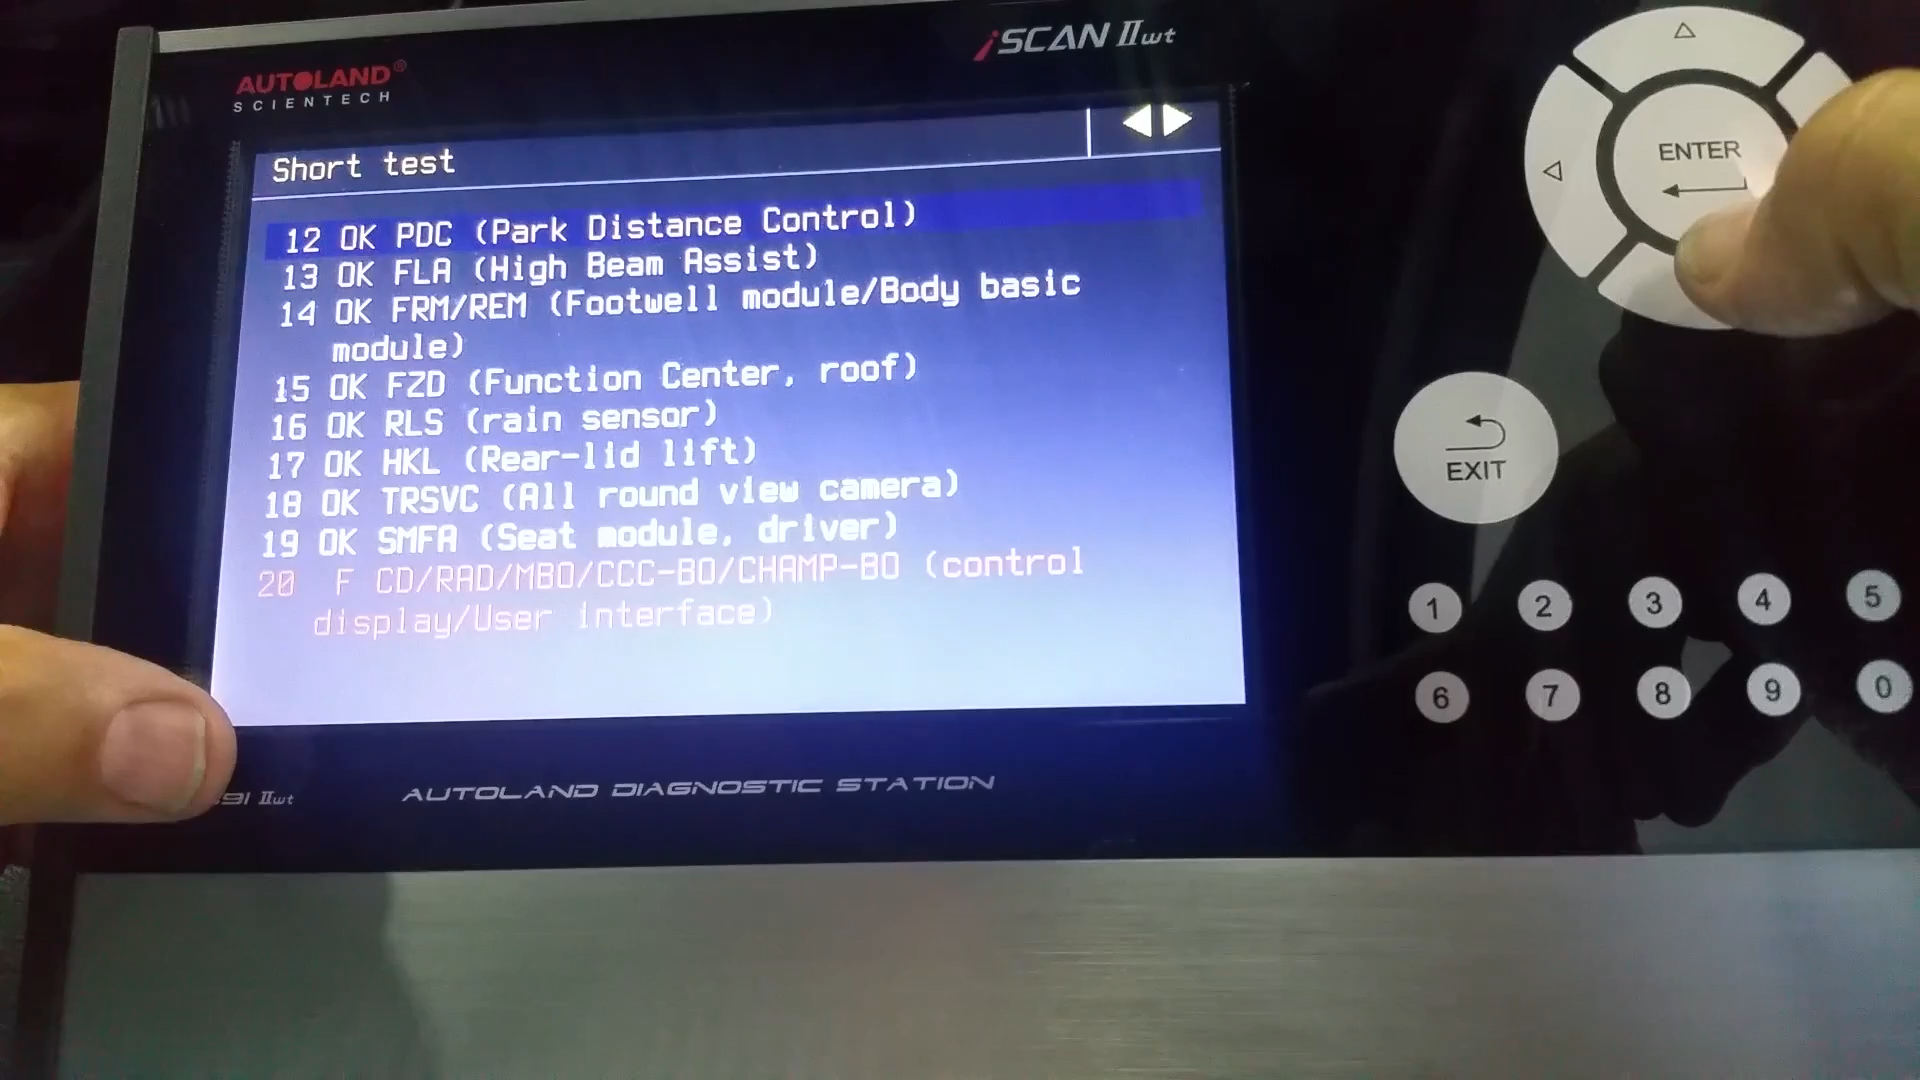 iSCAN IIwt
AUTOLAND®
SCIENTECH
Short test
12 OK PDC (Park Distance Control)
13 OK FLA (High Beam Assist)
14 OK FRM/REM (Footwell module/Body basic
module)
15 OK FZD (Function Center, roof)
16 OK RLS (rain sensor)
17 OK HKL (Rear-lid lift)
18 OK TRSVC (All round view camera)
19 OK SMFA (Seat module, driver)
20 F CD/RAD/MBO/CCC-BO/CHAMP-BO (control
display/User interface)
IIwt
AUTOLAND DIAGNOSTIC STATION
ENTER
EXIT
1 2 3 4 5
6 7 8 9 0